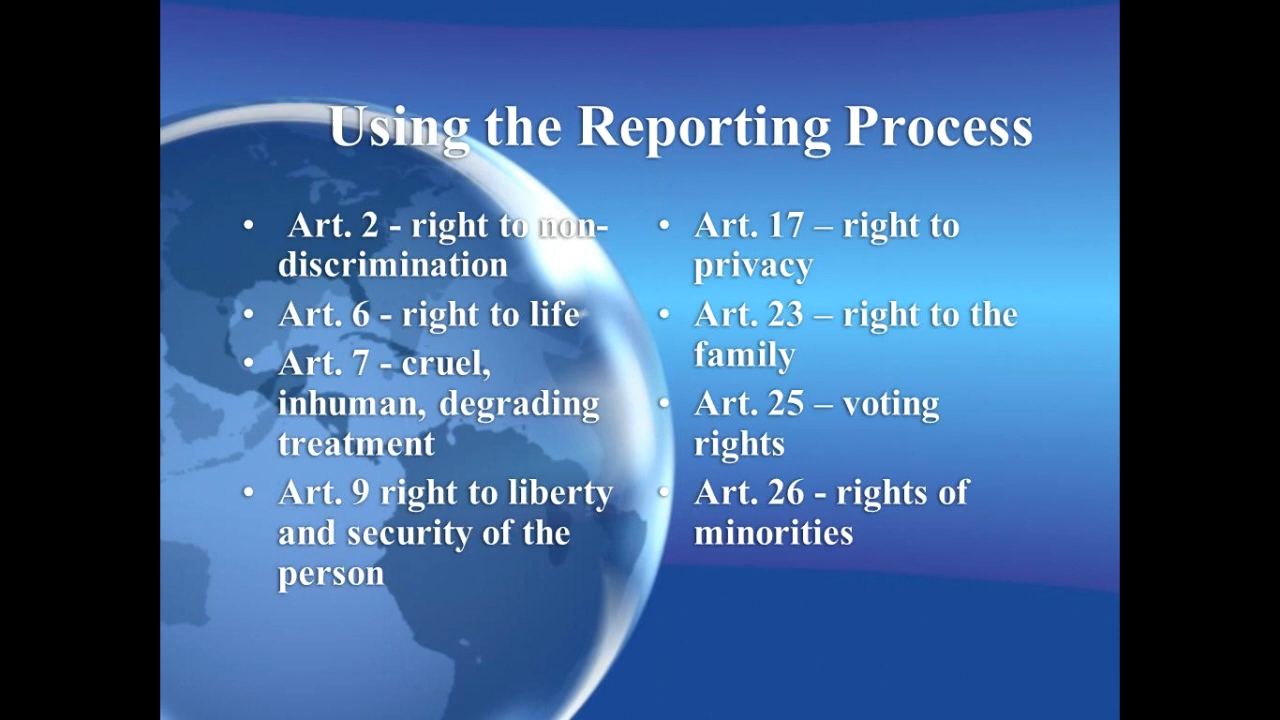 Using the Reporting Process
• Art. 2 - right to non-
discrimination
• Art. 6 - right to life
• Art. 7 - cruel,
inhuman, degrading
treatment
• Art. 9 right to liberty
and security of the
person
• Art. 17 – right to
privacy
• Art. 23 – right to the
family
• Art. 25 – voting
rights
• Art. 26 - rights of
minorities